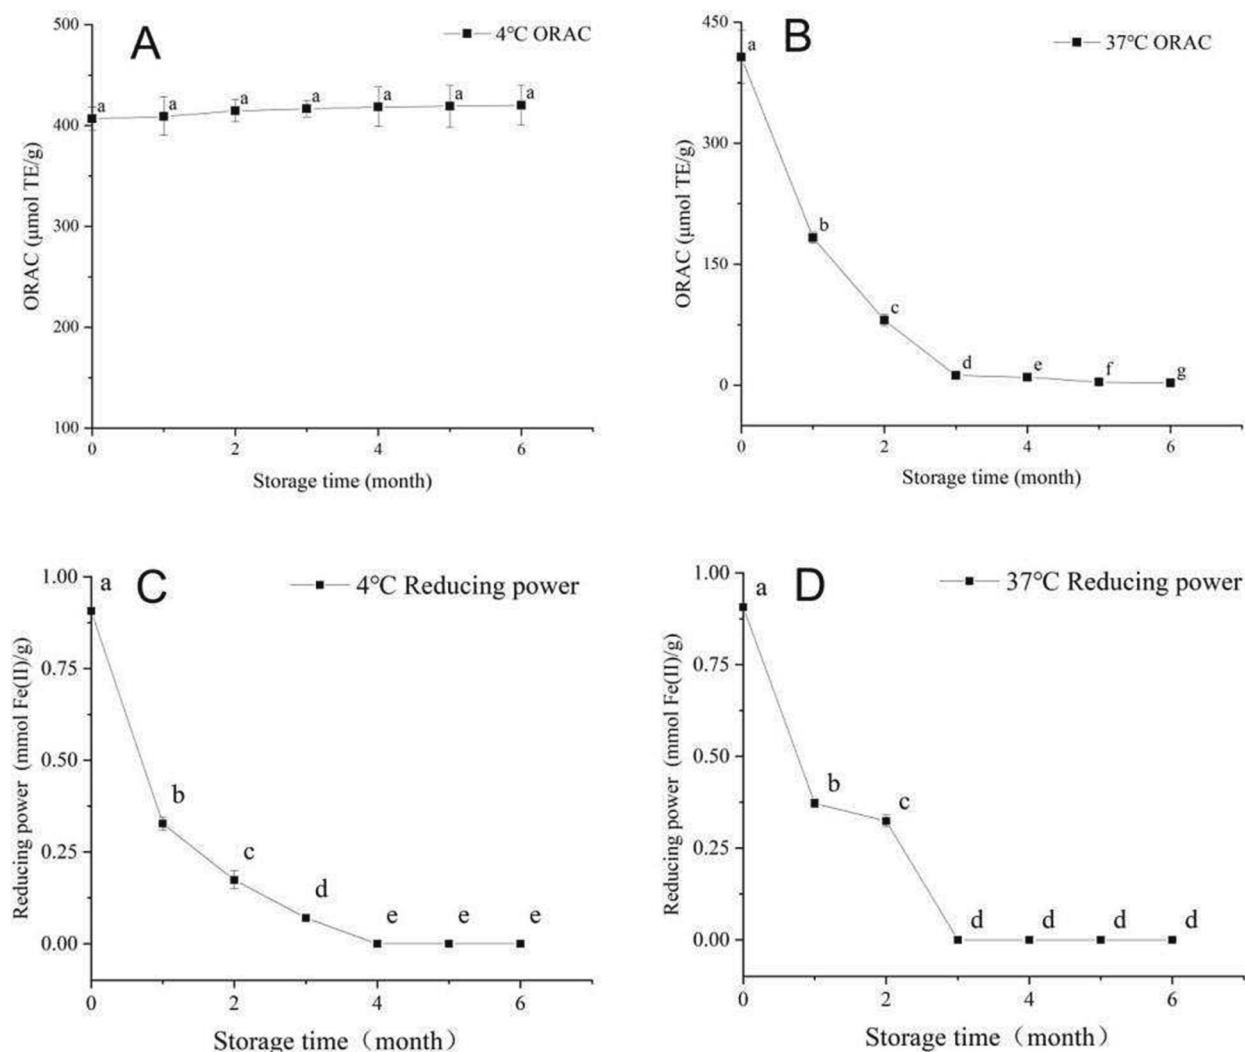 A
4℃ ORAC
500
400
300
200
100
ORAC (μmol TE/g)
a a a a a a a
0 2 4 6
Storage time (month)
B
37℃ ORAC
450
300
150
0
ORAC (μmol TE/g)
a
b
c
d e f g
0 2 4 6
Storage time (month)
C
4℃ Reducing power
1.00
0.75
0.50
0.25
0.00
Reducing power (mmol Fe(II)/g)
a
b
c
d
e e e
0 2 4 6
Storage time（month）
D
37℃ Reducing power
1.00
0.75
0.50
0.25
0.00
Reducing power (mmol Fe(II)/g)
a
b
c
d d d d
0 2 4 6
Storage time（month）